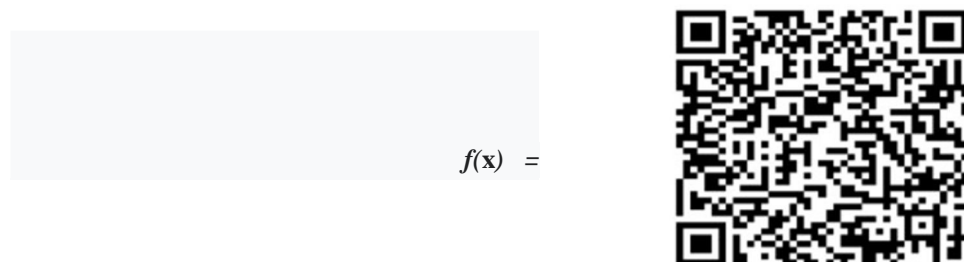 f(x) =